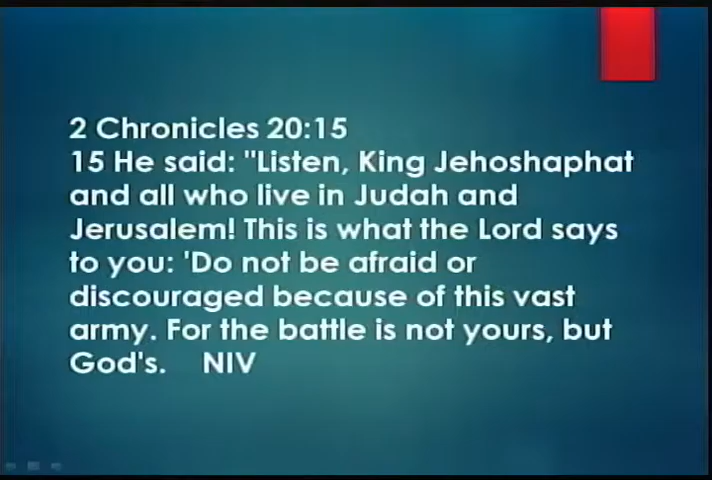 2 Chronicles 20:15
15 He said: "Listen, King Jehoshaphat
and all who live in Judah and
Jerusalem! This is what the Lord says
to you: 'Do not be afraid or
discouraged because of this vast
army. For the battle is not yours, but
God's.    NIV